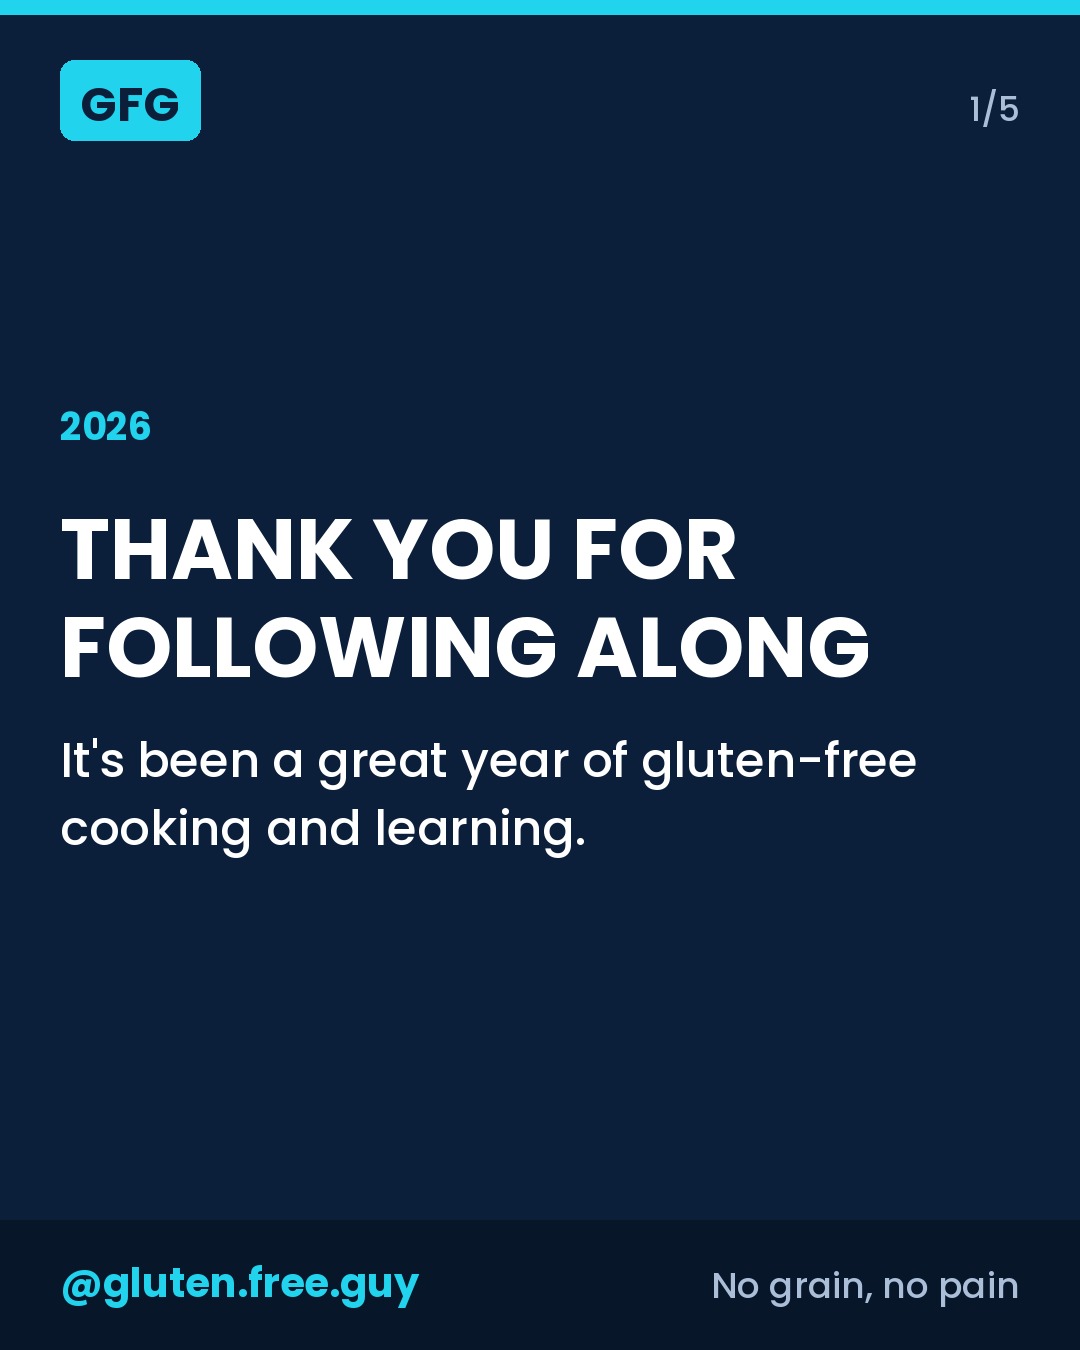 GFG
1/5
2026
THANK YOU FOR
FOLLOWING ALONG
It's been a great year of gluten-free
cooking and learning.
@gluten.free.guy
No grain, no pain